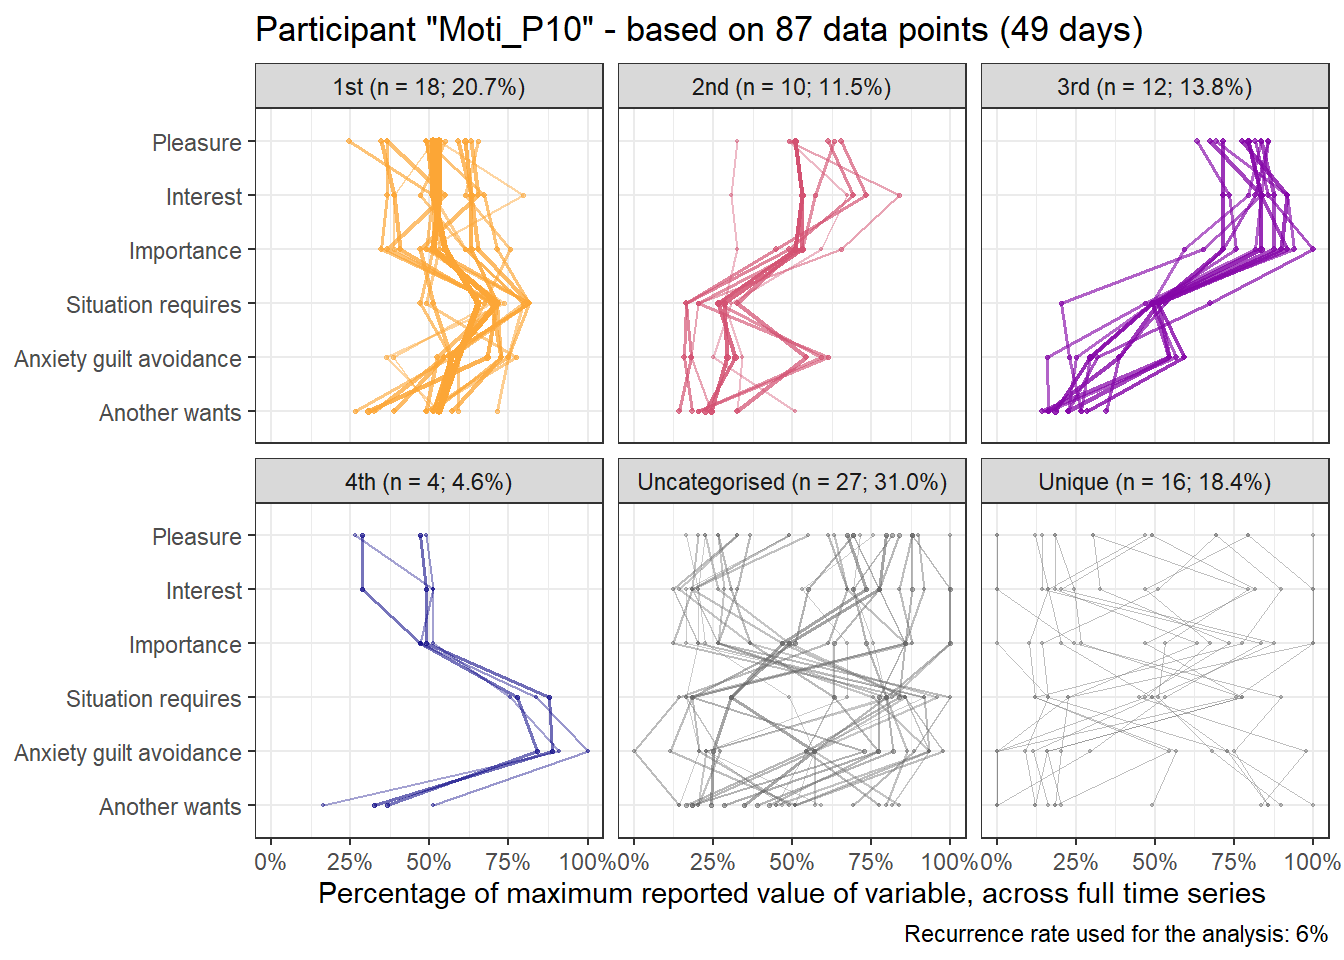 Participant "Moti_P10" - based on 87 data points (49 days)
1st (n = 18; 20.7%)
2nd (n = 10; 11.5%)
3rd (n = 12; 13.8%)
Pleasure
Interest
Importance
Situation requires
Anxiety guilt avoidance
Another wants
4th (n = 4; 4.6%)
Uncategorised (n = 27; 31.0%)
Unique (n = 16; 18.4%)
Pleasure
Interest
Importance
Situation requires
Anxiety guilt avoidance
Another wants
0% 25% 50% 75% 100%
0% 25% 50% 75% 100%
0% 25% 50% 75% 100%
Percentage of maximum reported value of variable, across full time series
Recurrence rate used for the analysis: 6%